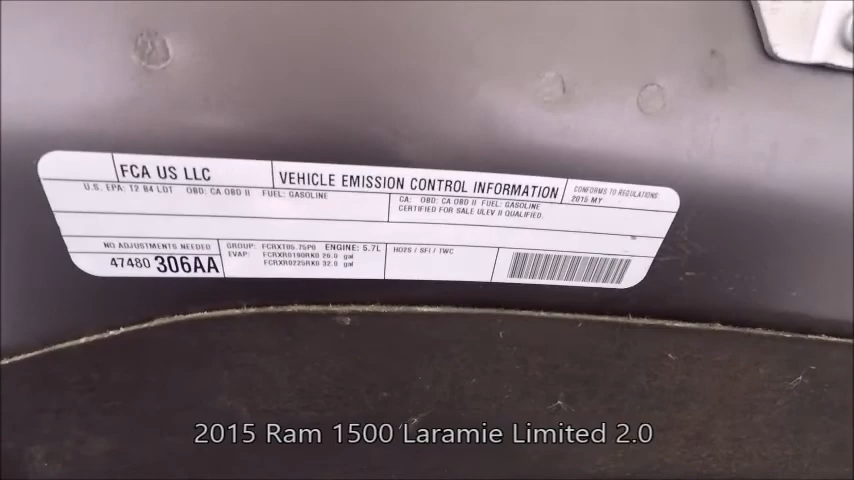 FCA US LLC
VEHICLE EMISSION CONTROL INFORMATION
CONFORMS TO REGULATIONS:
2015 MY
U.S. EPA: T2 B4 LDT OBD: CA OBD II FUEL: GASOLINE
CA: OBD: CA OBD II FUEL: GASOLINE
CERTIFIED FOR SALE ULEV II QUALIFIED.
NO ADJUSTMENTS NEEDED
47480 306AA
GROUP: FCRXT05.75P0 ENGINE: 5.7L
EVAP: FCRXR0190RK0 26.0 gal
FCRXR0225RK0 32.0 gal
HO2S / SFI / TWC
2015 Ram 1500 Laramie Limited 2.0